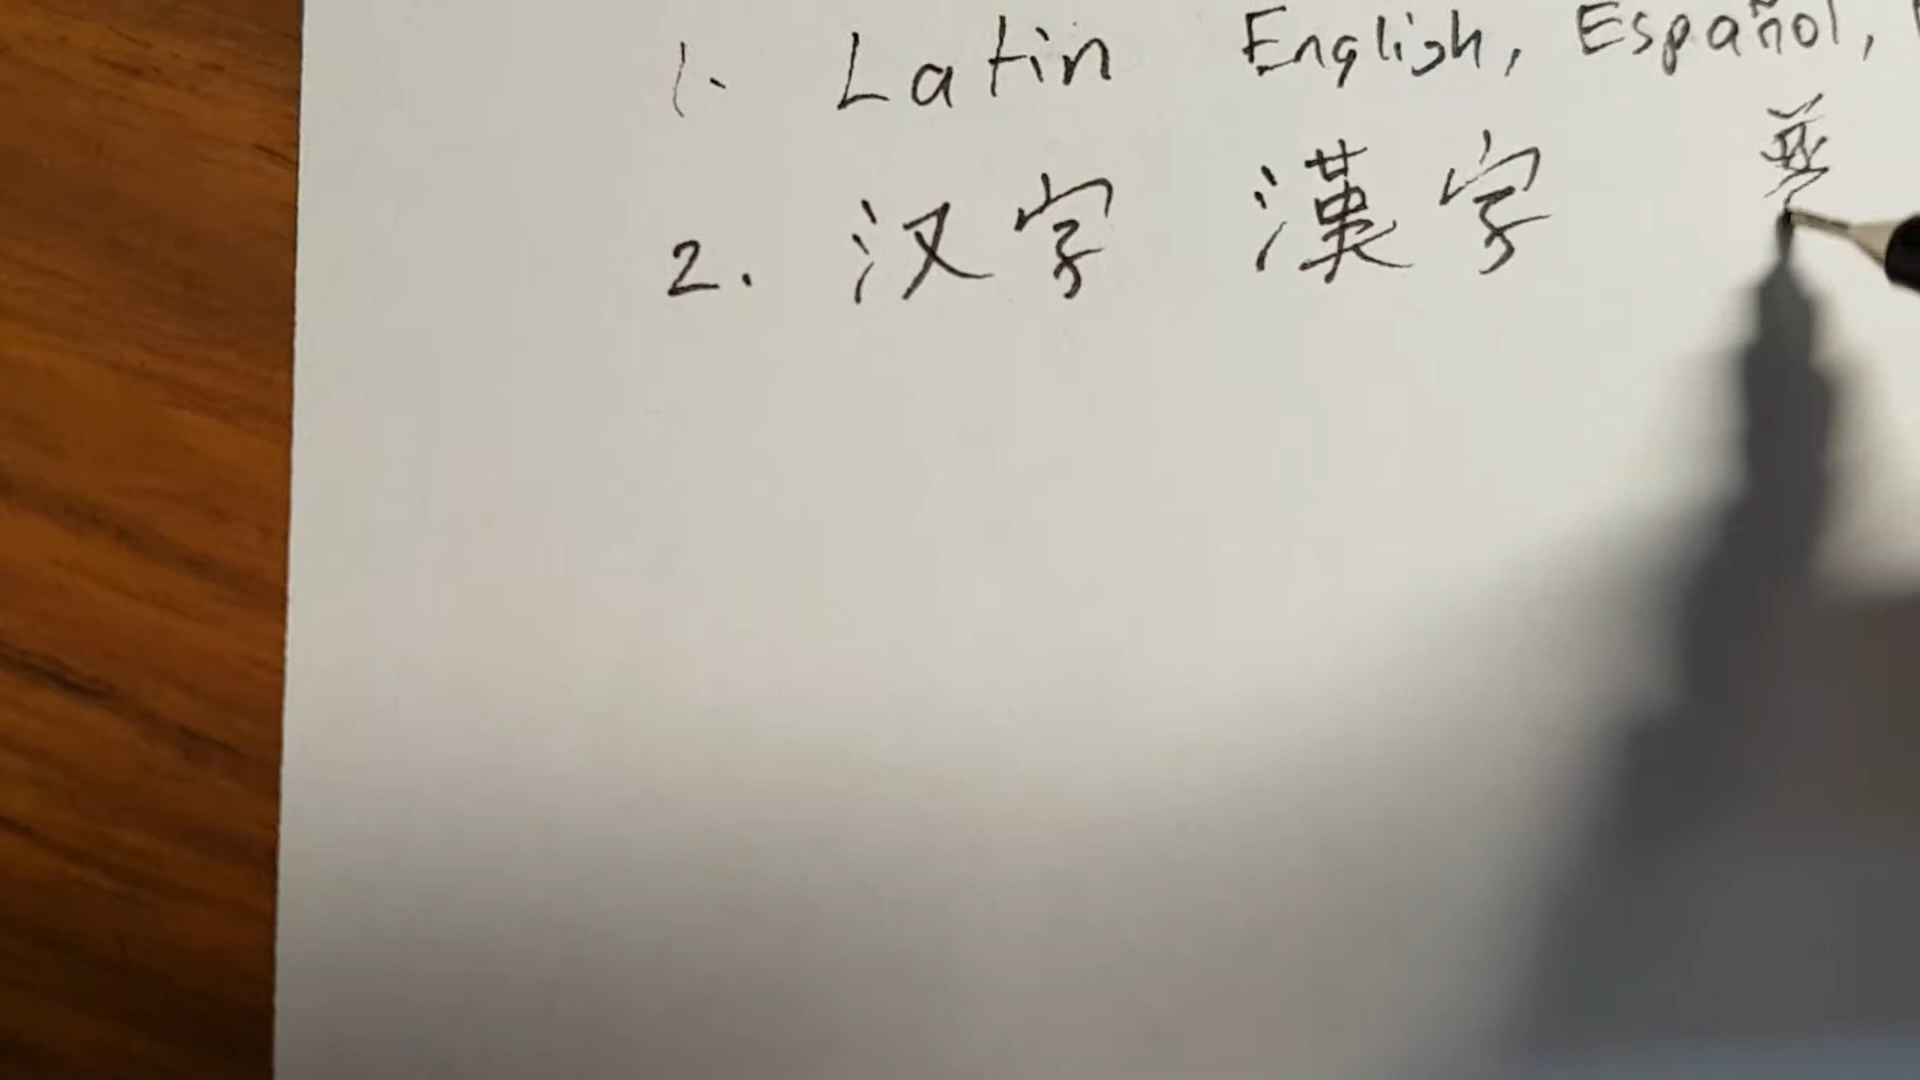 1. Latin English, Español,
2. 汉字 漢字